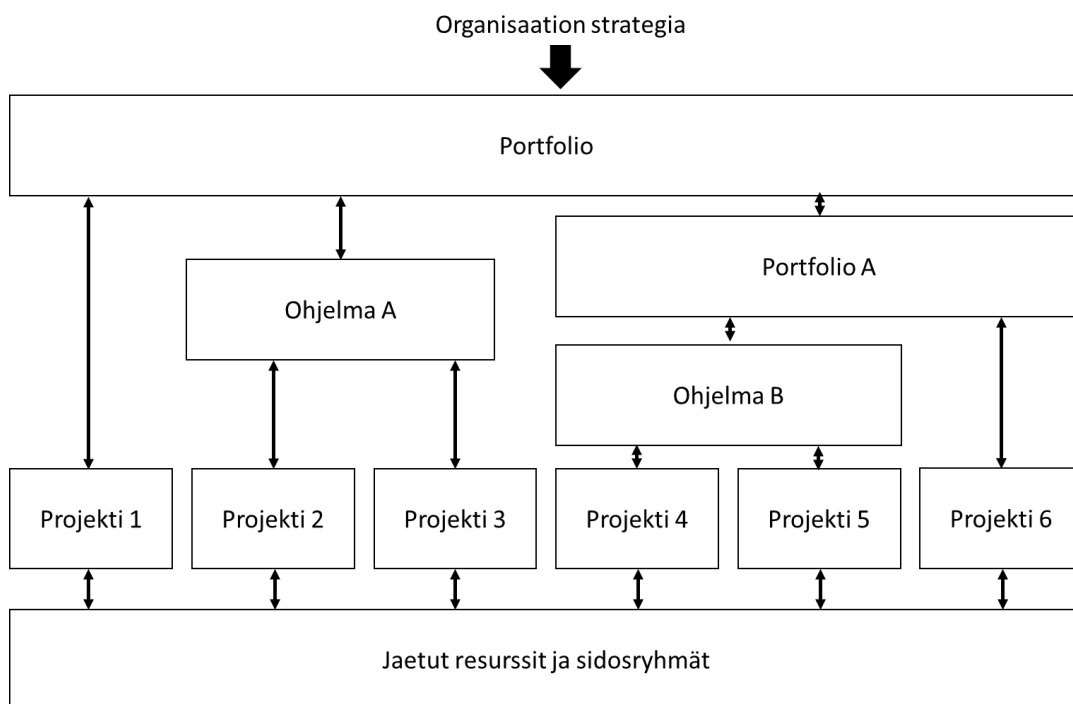 Organisaation strategia
Portfolio
Portfolio A
Ohjelma A
Ohjelma B
Projekti 1
Projekti 2
Projekti 3
Projekti 4
Projekti 5
Projekti 6
Jaetut resurssit ja sidosryhmät